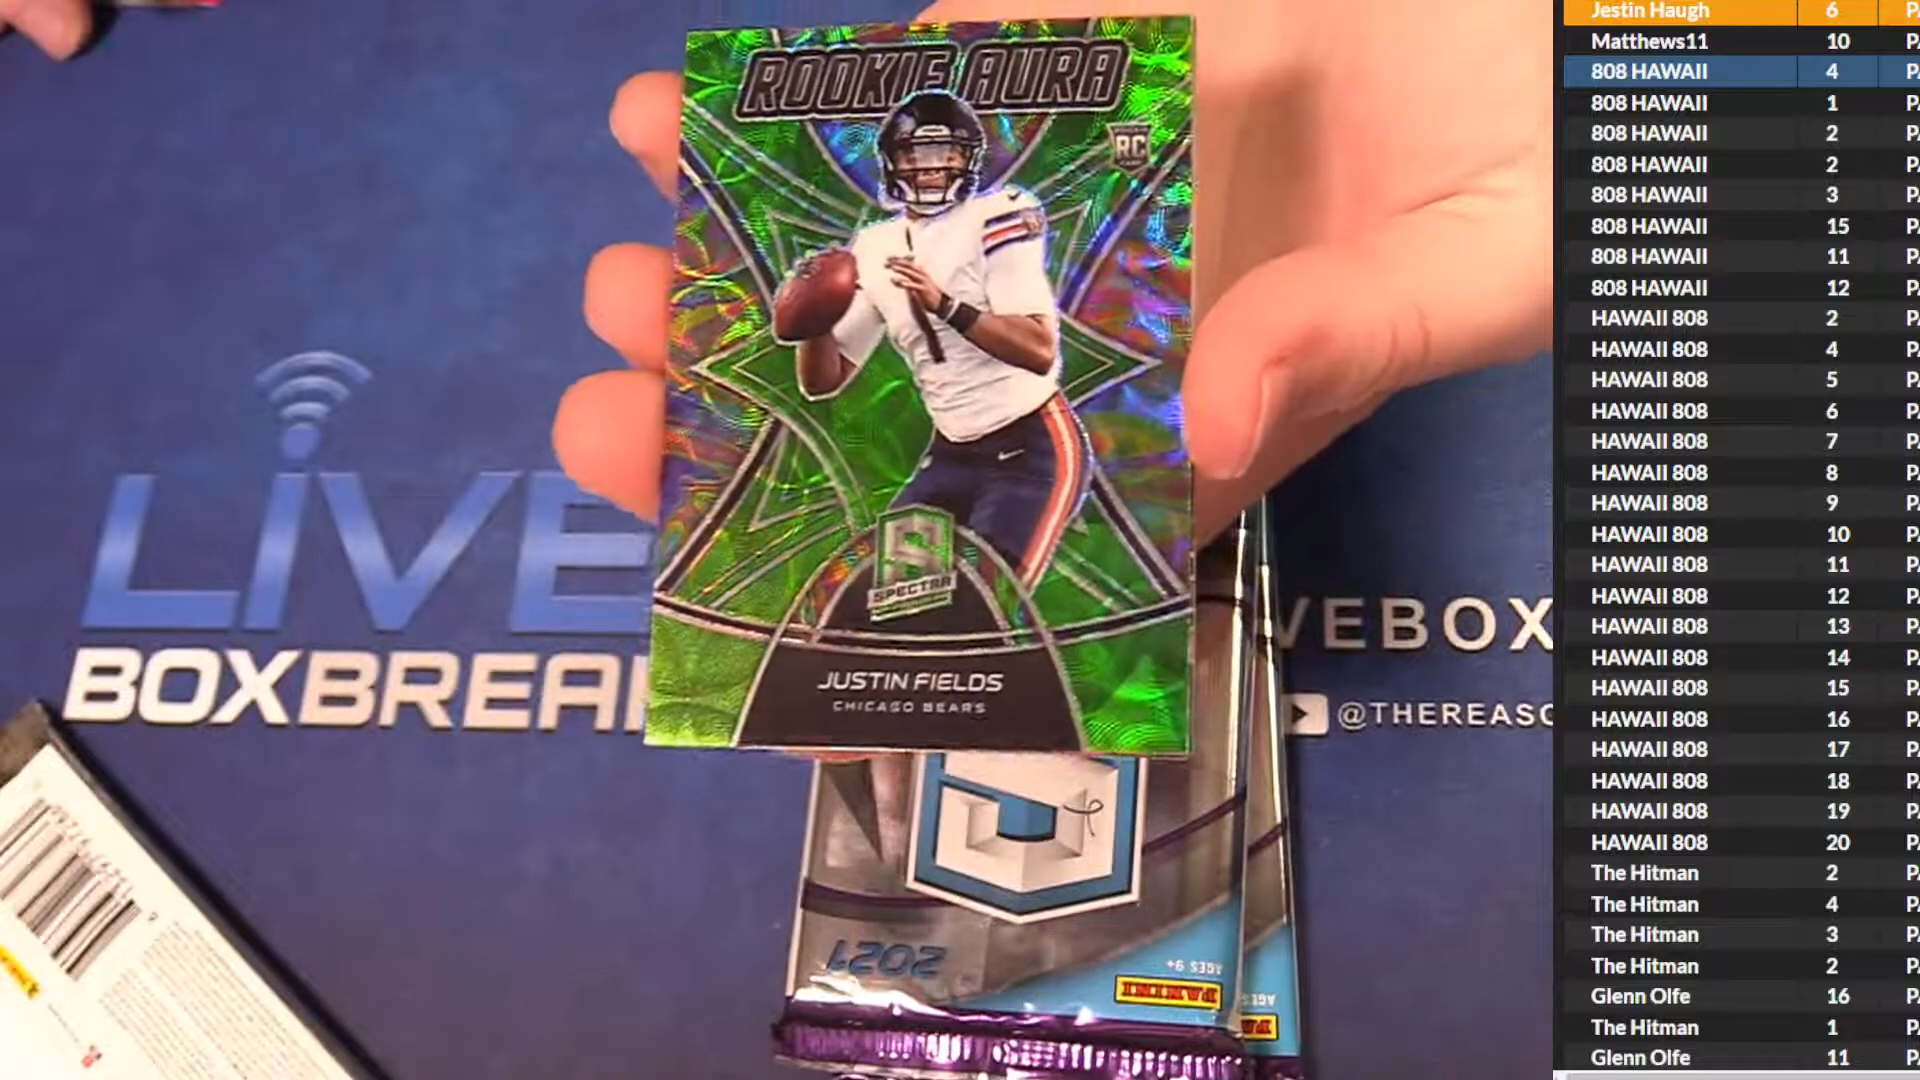 ROOKIE AURA
RC
SPECTRA
JUSTIN FIELDS
CHICAGO BEARS
LiVE
BOXBREA
VEBOX
@THEREASO
2021
AGES 9+
PANINI
AGES
PA
Jestin Haugh 6 P
Matthews11 10 P
808 HAWAII 4 P
808 HAWAII 1 P
808 HAWAII 2 P
808 HAWAII 2 P
808 HAWAII 3 P
808 HAWAII 15 P
808 HAWAII 11 P
808 HAWAII 12 P
HAWAII 808 2 P
HAWAII 808 4 P
HAWAII 808 5 P
HAWAII 808 6 P
HAWAII 808 7 P
HAWAII 808 8 P
HAWAII 808 9 P
HAWAII 808 10 P
HAWAII 808 11 P
HAWAII 808 12 P
HAWAII 808 13 P
HAWAII 808 14 P
HAWAII 808 15 P
HAWAII 808 16 P
HAWAII 808 17 P
HAWAII 808 18 P
HAWAII 808 19 P
HAWAII 808 20 P
The Hitman 2 P
The Hitman 4 P
The Hitman 3 P
The Hitman 2 P
Glenn Olfe 16 P
The Hitman 1 P
Glenn Olfe 11 P